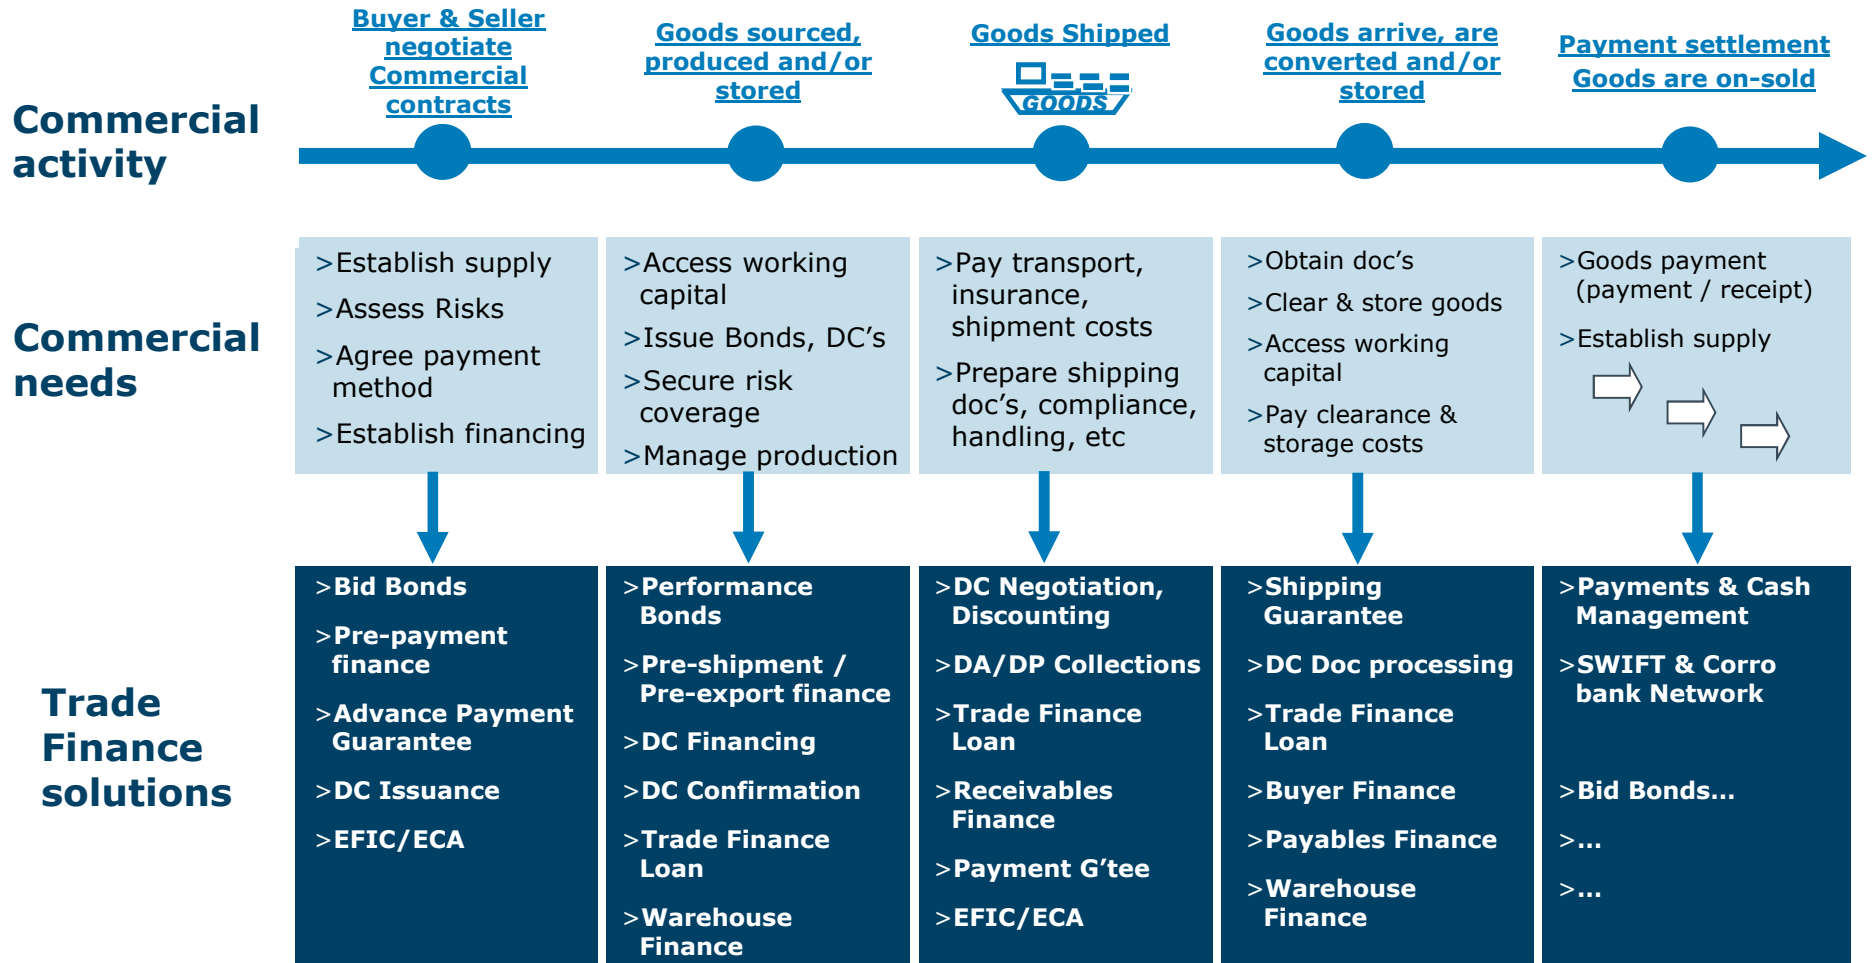 Commercial
activity
Buyer & Seller
negotiate
Commercial
contracts
Goods sourced,
produced and/or
stored
Goods Shipped
GOODS
Goods arrive, are
converted and/or
stored
Payment settlement
Goods are on-sold
Commercial
needs
>Establish supply
>Assess Risks
>Agree payment
method
>Establish financing
>Access working
capital
>Issue Bonds, DC’s
>Secure risk
coverage
>Manage production
>Pay transport,
insurance,
shipment costs
>Prepare shipping
doc’s, compliance,
handling, etc
>Obtain doc’s
>Clear & store goods
>Access working
capital
>Pay clearance &
storage costs
>Goods payment
(payment / receipt)
>Establish supply
Trade
Finance
solutions
>Bid Bonds
>Pre-payment
finance
>Advance Payment
Guarantee
>DC Issuance
>EFIC/ECA
>Performance
Bonds
>Pre-shipment /
Pre-export finance
>DC Financing
>DC Confirmation
>Trade Finance
Loan
>Warehouse
Finance
>DC Negotiation,
Discounting
>DA/DP Collections
>Trade Finance
Loan
>Receivables
Finance
>Payment G’tee
>EFIC/ECA
>Shipping
Guarantee
>DC Doc processing
>Trade Finance
Loan
>Buyer Finance
>Payables Finance
>Warehouse
Finance
>Payments & Cash
Management
>SWIFT & Corro
bank Network
>Bid Bonds…
>…
>…